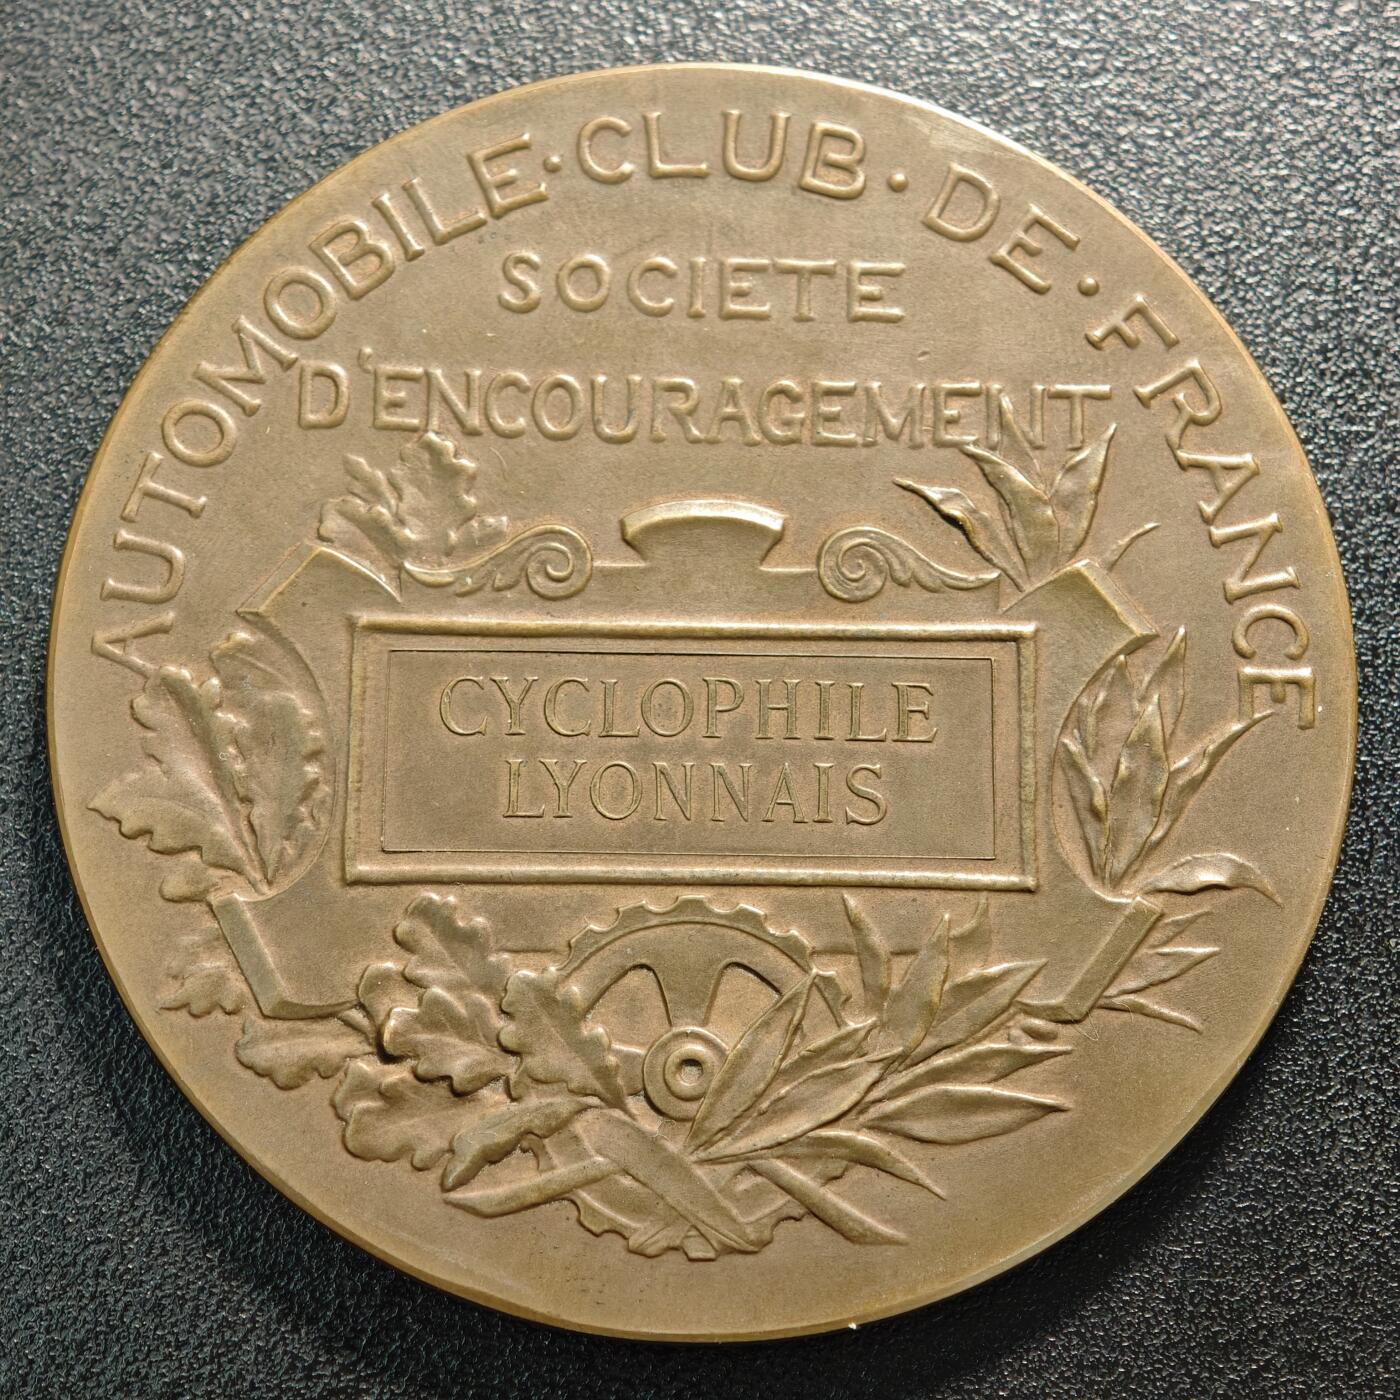 AUTOMOBILE·CLUB·DE·FRANCE
SOCIETE
D'ENCOURAGEMENT
CYCLOPHILE
LYONNAIS